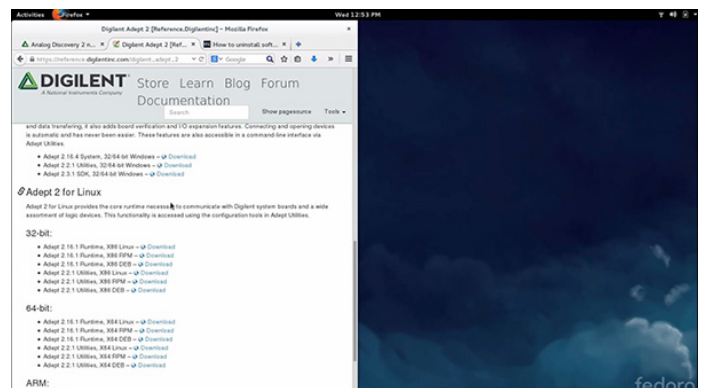 Activities Firefox Wed 12:53 PM
Digilent Adept 2 [Reference.Digilentinc] – Mozilla Firefox
Analog Discovery 2 n... Digilent Adept 2 [Ref... How to uninstall soft...
https://reference.digilentinc.com/digilent_adept_2 Google
DIGILENT
A National Instruments Company
Store Learn Blog Forum
Documentation
Search Show pagesource Tools
and data transfering, it also adds board verification and I/O expansion features. Connecting and opening devices
is automatic and has never been easier. These features are also accessible in a command-line interface via
Adept Utilities.
Adept 2.16.4 System, 32/64-bit Windows – Download
Adept 2.2.1 Utilities, 32/64-bit Windows – Download
Adept 2.3.1 SDK, 32/64-bit Windows – Download
Adept 2 for Linux
Adept 2 for Linux provides the core runtime necessary to communicate with Digilent system boards and a wide
assortment of logic devices. This functionality is accessed using the configuration tools in Adept Utilities.
32-bit:
Adept 2.16.1 Runtime, X86 Linux – Download
Adept 2.16.1 Runtime, X86 RPM – Download
Adept 2.16.1 Runtime, X86 DEB – Download
Adept 2.2.1 Utilities, X86 Linux – Download
Adept 2.2.1 Utilities, X86 RPM – Download
Adept 2.2.1 Utilities, X86 DEB – Download
64-bit:
Adept 2.16.1 Runtime, X64 Linux – Download
Adept 2.16.1 Runtime, X64 RPM – Download
Adept 2.16.1 Runtime, X64 DEB – Download
Adept 2.2.1 Utilities, X64 Linux – Download
Adept 2.2.1 Utilities, X64 RPM – Download
Adept 2.2.1 Utilities, X64 DEB – Download
ARM:
fedora